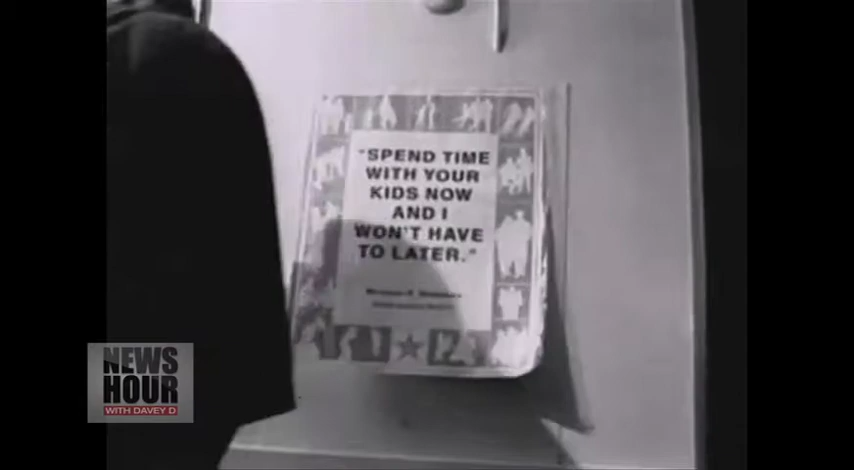 "SPEND TIME
WITH YOUR
KIDS NOW
AND I
WON'T HAVE
TO LATER."
NEWS
HOUR
WITH DAVEY D